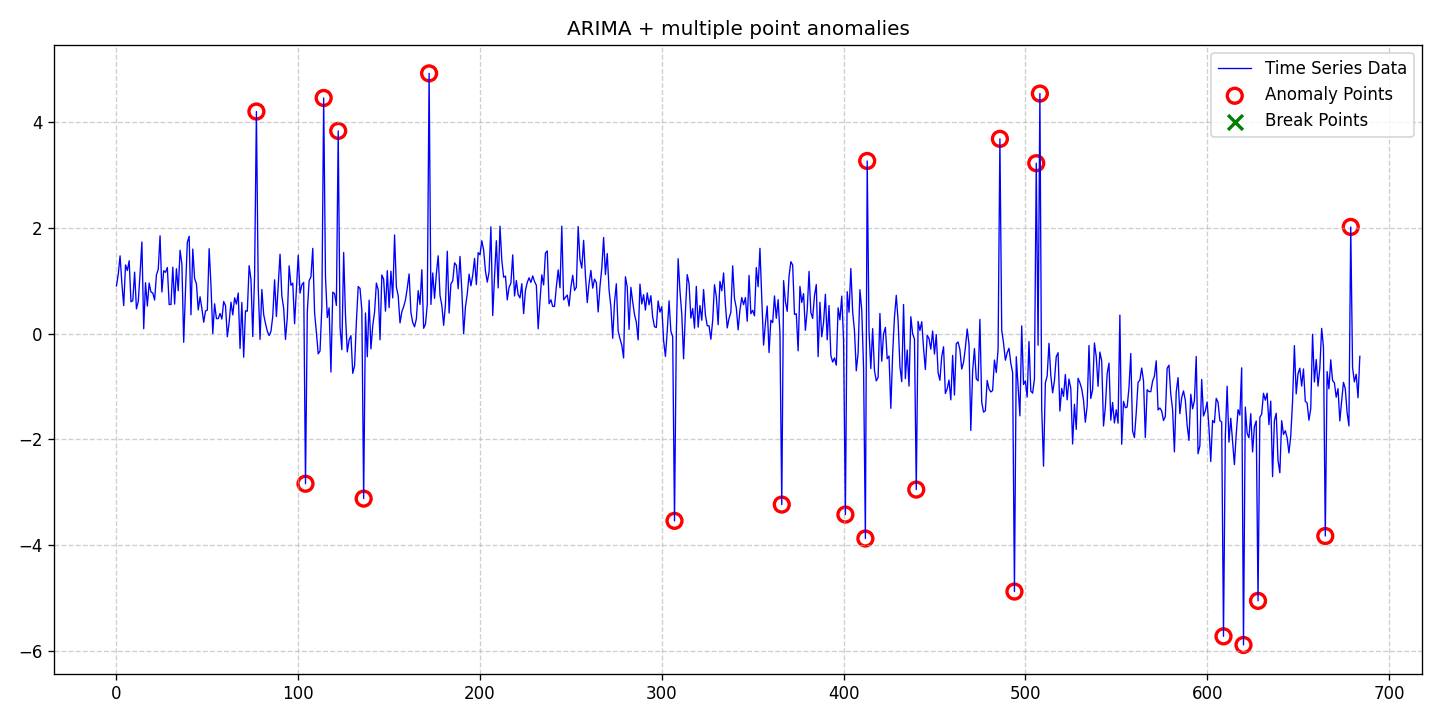 ARIMA + multiple point anomalies
Time Series Data
Anomaly Points
Break Points
4
2
0
−2
−4
−6
0 100 200 300 400 500 600 700